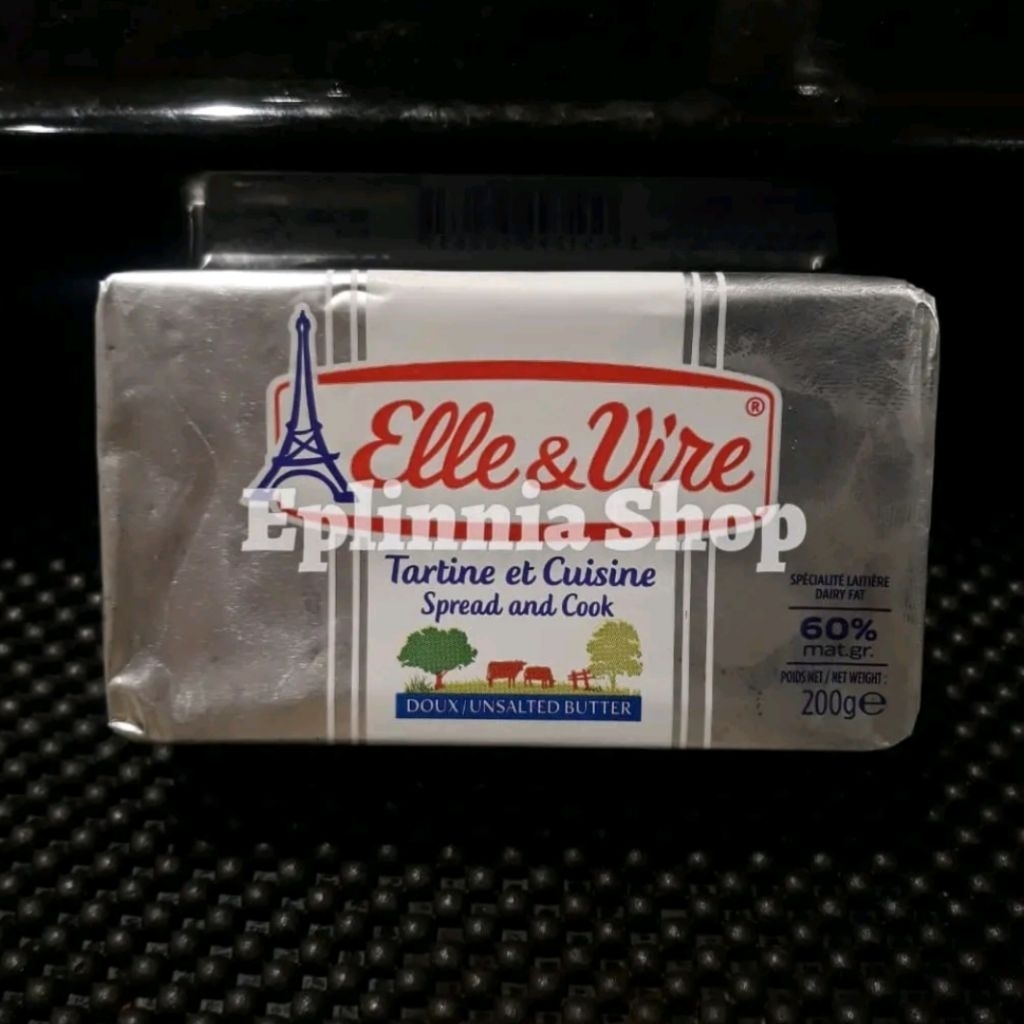 Elle & Vire ®
Eplinnia Shop
Tartine et Cuisine
Spread and Cook
DOUX / UNSALTED BUTTER
SPÉCIALITÉ LAITIÈRE
DAIRY FAT
60%
mat.gr.
POIDS NET / NET WEIGHT :
200g℮